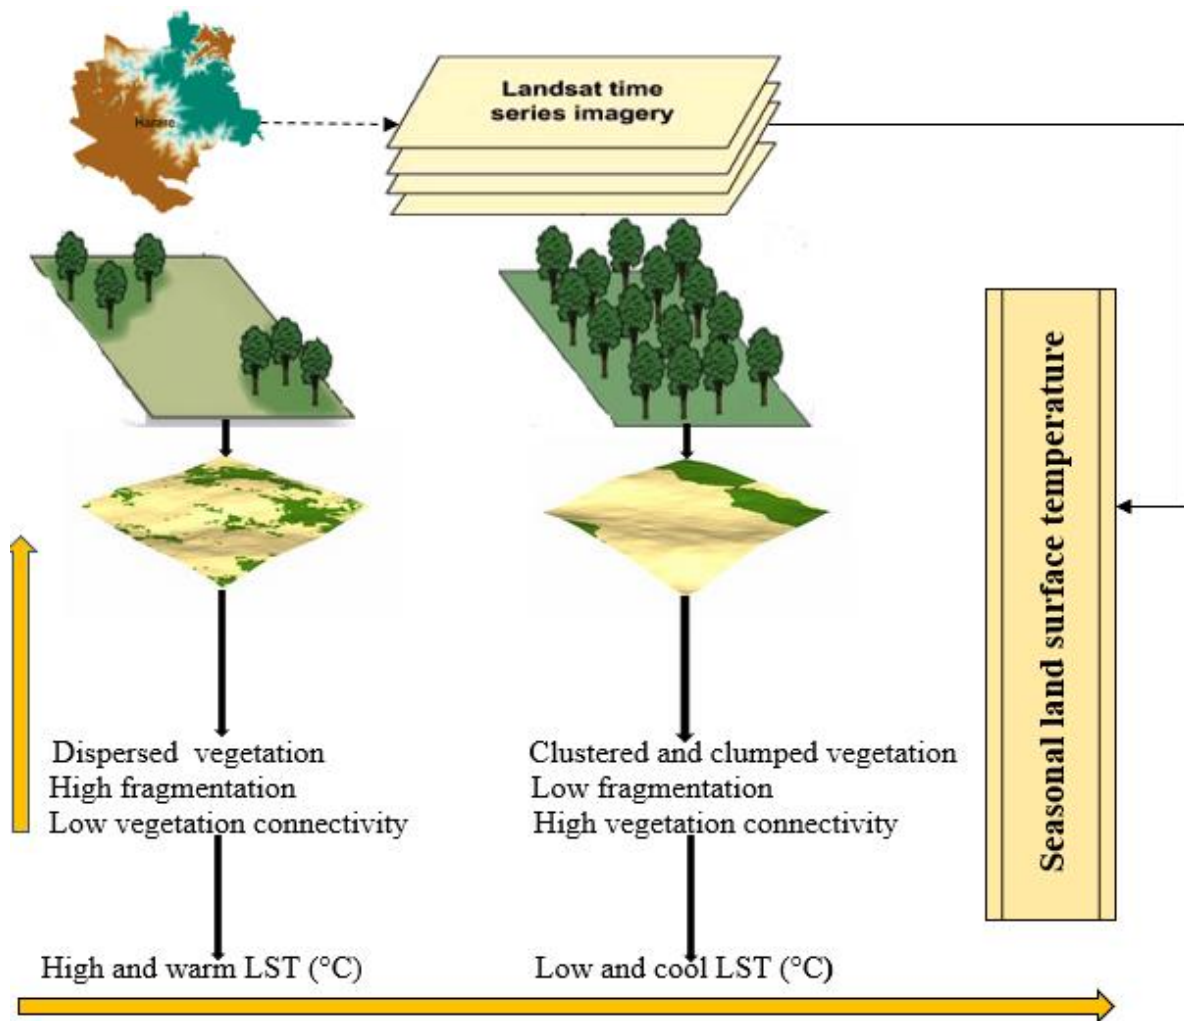 Harare
Landsat time
series imagery
Seasonal land surface temperature
Dispersed vegetation
High fragmentation
Low vegetation connectivity
Clustered and clumped vegetation
Low fragmentation
High vegetation connectivity
High and warm LST (°C)
Low and cool LST (°C)